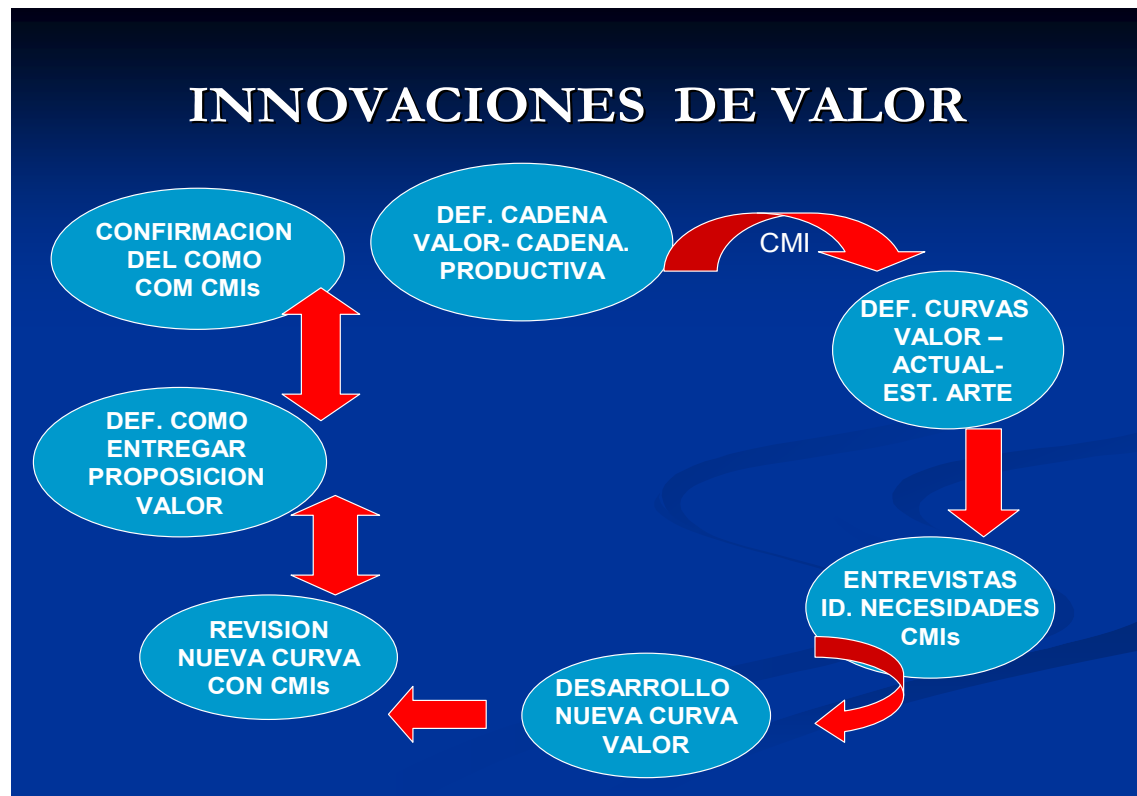 INNOVACIONES DE VALOR
DEF. CADENA
VALOR- CADENA.
PRODUCTIVA
CMI
DEF. CURVAS
VALOR –
ACTUAL-
EST. ARTE
ENTREVISTAS
ID. NECESIDADES
CMIs
DESARROLLO
NUEVA CURVA
VALOR
REVISION
NUEVA CURVA
CON CMIs
DEF. COMO
ENTREGAR
PROPOSICION
VALOR
CONFIRMACION
DEL COMO
COM CMIs